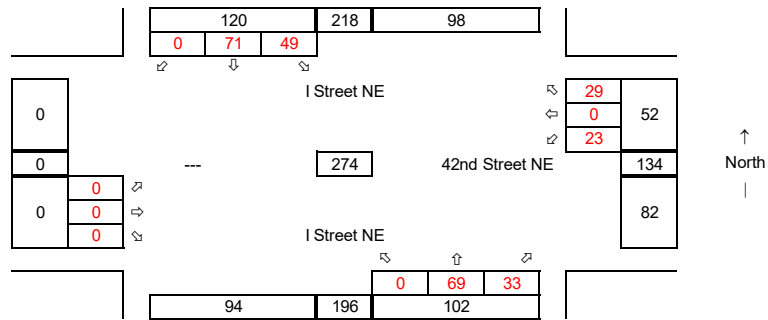 120 218 98
0 71 49
⬃ ⇩ ⬂
I Street NE
⬁ 29
0 ⇦ 0 52
⬃ 23
0 --- 274 42nd Street NE 134
↑
North
|
0 ⬀
0 0 ⇨ 82
0 ⬂
I Street NE
⬁ ⇧ ⬀
0 69 33
94 196 102